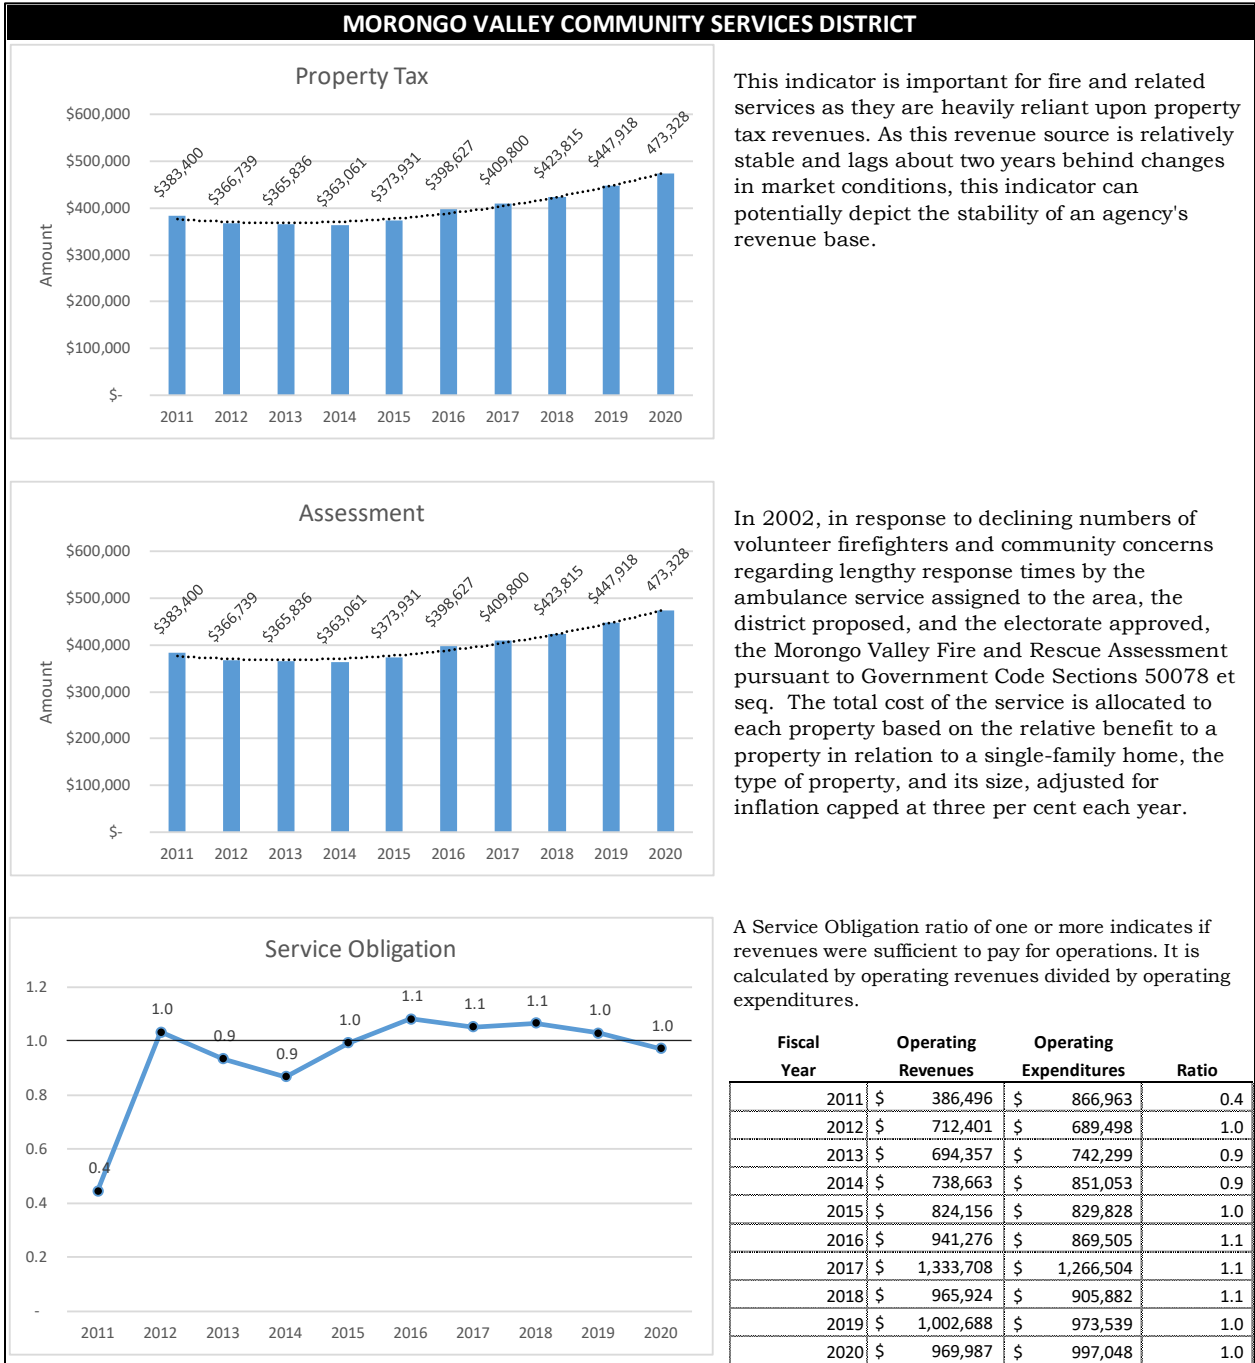 MORONGO VALLEY COMMUNITY SERVICES DISTRICT
Property Tax
Amount
$600,000
$500,000
$400,000
$300,000
$200,000
$100,000
$-
$383,400
$366,739
$365,836
$363,061
$373,931
$398,627
$409,800
$423,815
$447,918
473,328
2011 2012 2013 2014 2015 2016 2017 2018 2019 2020
This indicator is important for fire and related
services as they are heavily reliant upon property
tax revenues. As this revenue source is relatively
stable and lags about two years behind changes
in market conditions, this indicator can
potentially depict the stability of an agency's
revenue base.
Assessment
Amount
$600,000
$500,000
$400,000
$300,000
$200,000
$100,000
$-
$383,400
$366,739
$365,836
$363,061
$373,931
$398,627
$409,800
$423,815
$447,918
473,328
2011 2012 2013 2014 2015 2016 2017 2018 2019 2020
In 2002, in response to declining numbers of
volunteer firefighters and community concerns
regarding lengthy response times by the
ambulance service assigned to the area, the
district proposed, and the electorate approved,
the Morongo Valley Fire and Rescue Assessment
pursuant to Government Code Sections 50078 et
seq. The total cost of the service is allocated to
each property based on the relative benefit to a
property in relation to a single-family home, the
type of property, and its size, adjusted for
inflation capped at three per cent each year.
Service Obligation
1.2
1.0
0.8
0.6
0.4
0.2
-
0.4
1.0
0.9
0.9
1.0
1.1
1.1
1.1
1.0
1.0
2011 2012 2013 2014 2015 2016 2017 2018 2019 2020
A Service Obligation ratio of one or more indicates if
revenues were sufficient to pay for operations. It is
calculated by operating revenues divided by operating
expenditures.
Fiscal Operating Operating
Year Revenues Expenditures Ratio
2011 $ 386,496 $ 866,963 0.4
2012 $ 712,401 $ 689,498 1.0
2013 $ 694,357 $ 742,299 0.9
2014 $ 738,663 $ 851,053 0.9
2015 $ 824,156 $ 829,828 1.0
2016 $ 941,276 $ 869,505 1.1
2017 $ 1,333,708 $ 1,266,504 1.1
2018 $ 965,924 $ 905,882 1.1
2019 $ 1,002,688 $ 973,539 1.0
2020 $ 969,987 $ 997,048 1.0